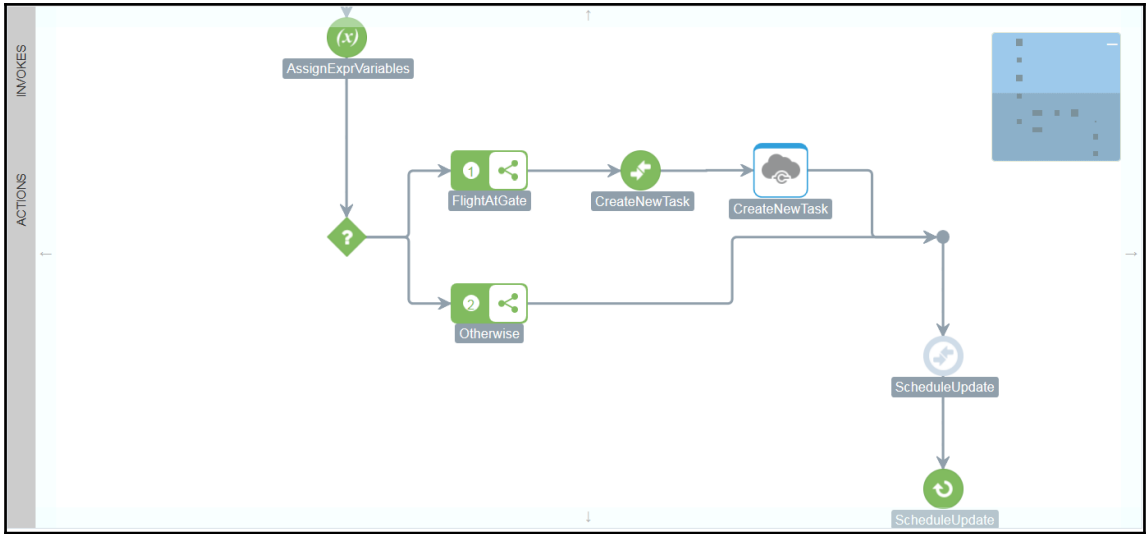 INVOKES
ACTIONS
(x)
AssignExprVariables
?
1
FlightAtGate
CreateNewTask
CreateNewTask
2
Otherwise
ScheduleUpdate
ScheduleUpdate